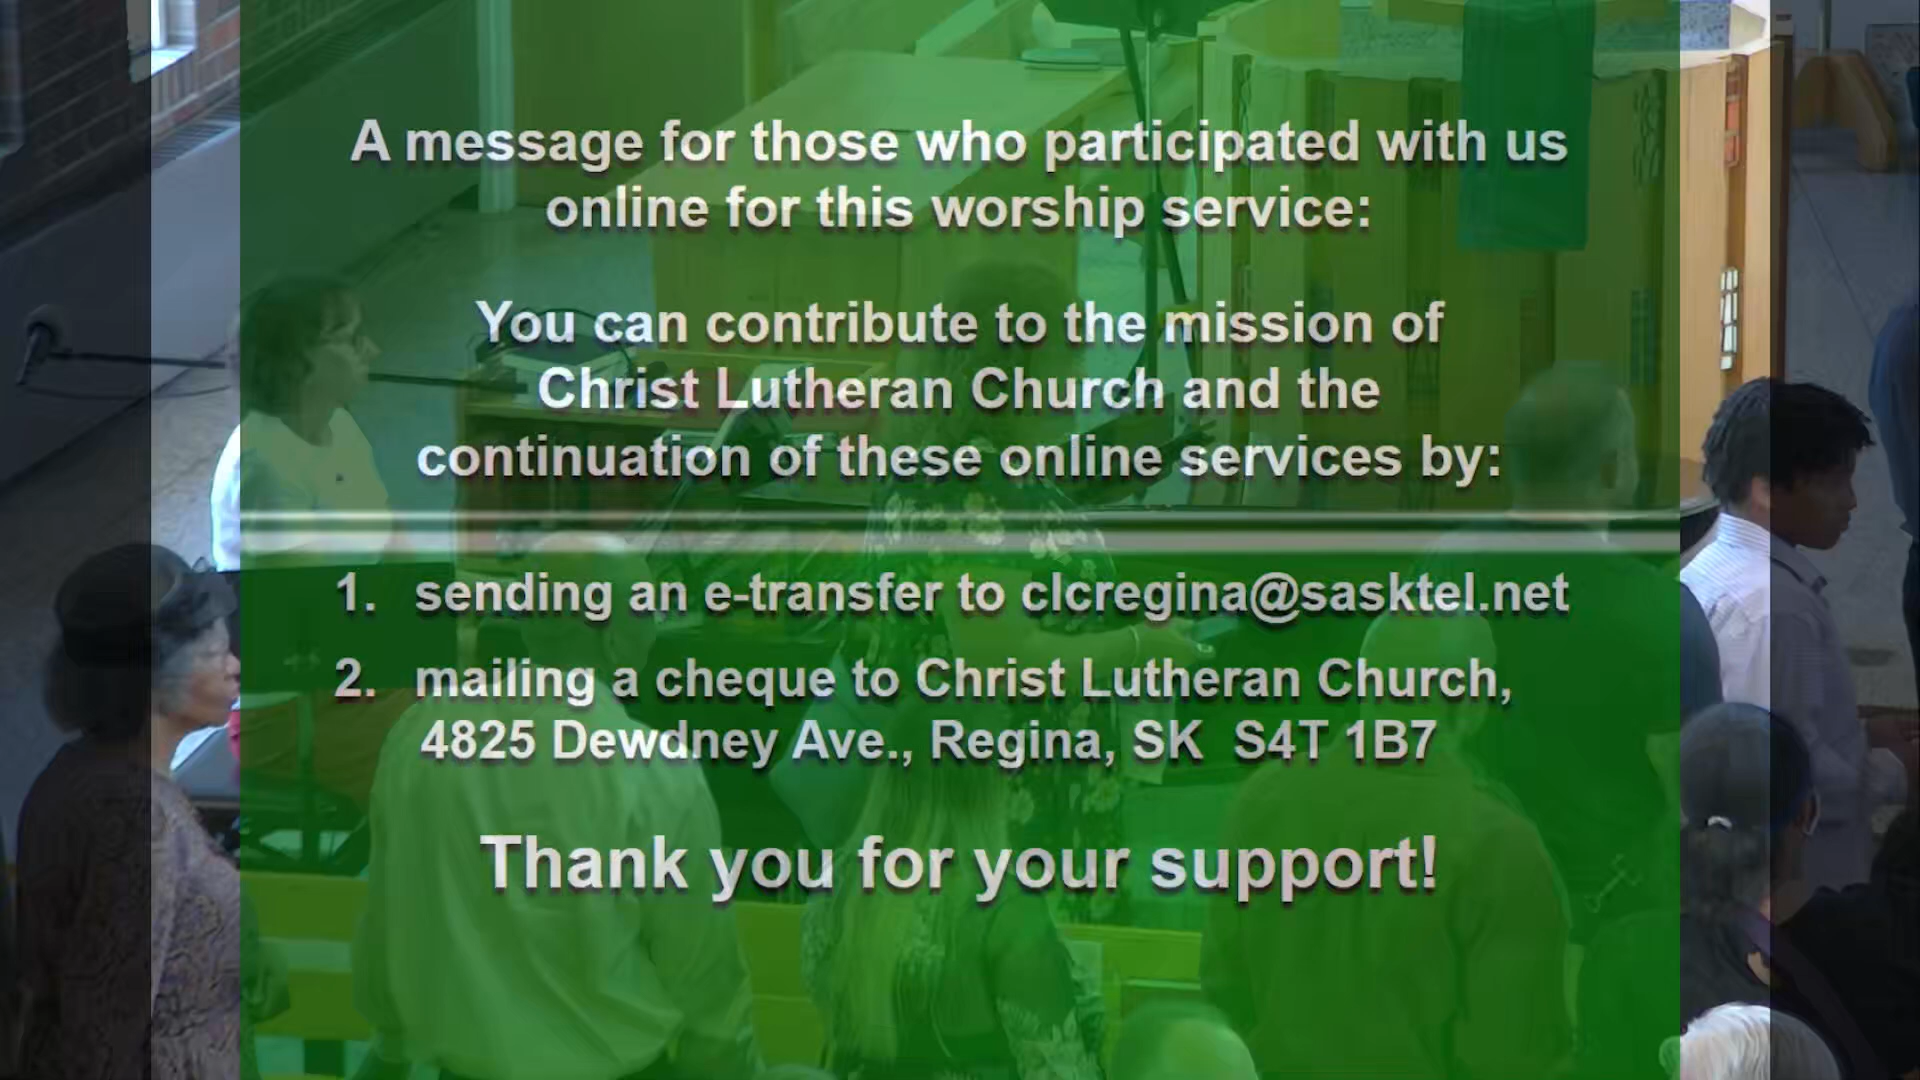 A message for those who participated with us
online for this worship service:
You can contribute to the mission of
Christ Lutheran Church and the
continuation of these online services by:
1. sending an e-transfer to clcregina@sasktel.net
2. mailing a cheque to Christ Lutheran Church,
4825 Dewdney Ave., Regina, SK S4T 1B7
Thank you for your support!